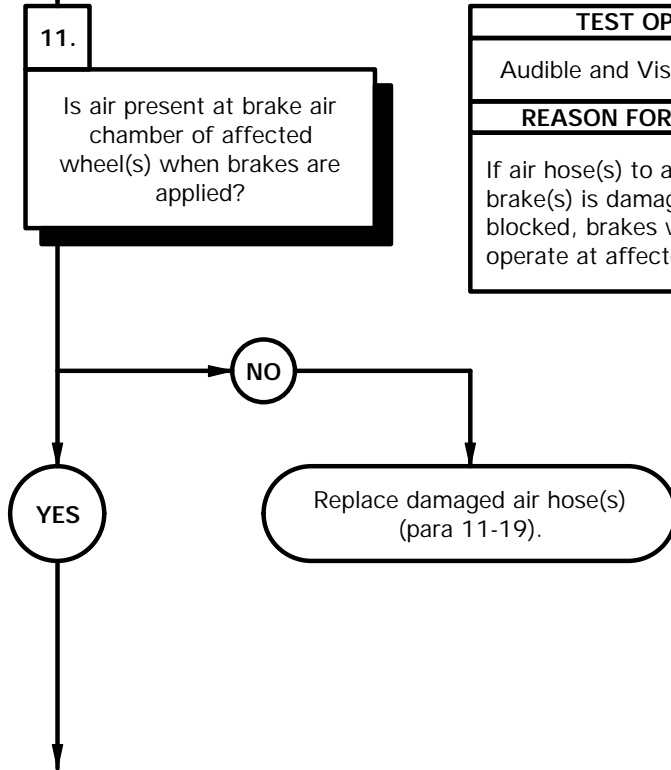 11.
Is air present at brake air
chamber of affected
wheel(s) when brakes are
applied?
TEST OP
Audible and Vis
REASON FOR
If air hose(s) to a
brake(s) is damag
blocked, brakes w
operate at affect
NO
YES
Replace damaged air hose(s)
(para 11-19).